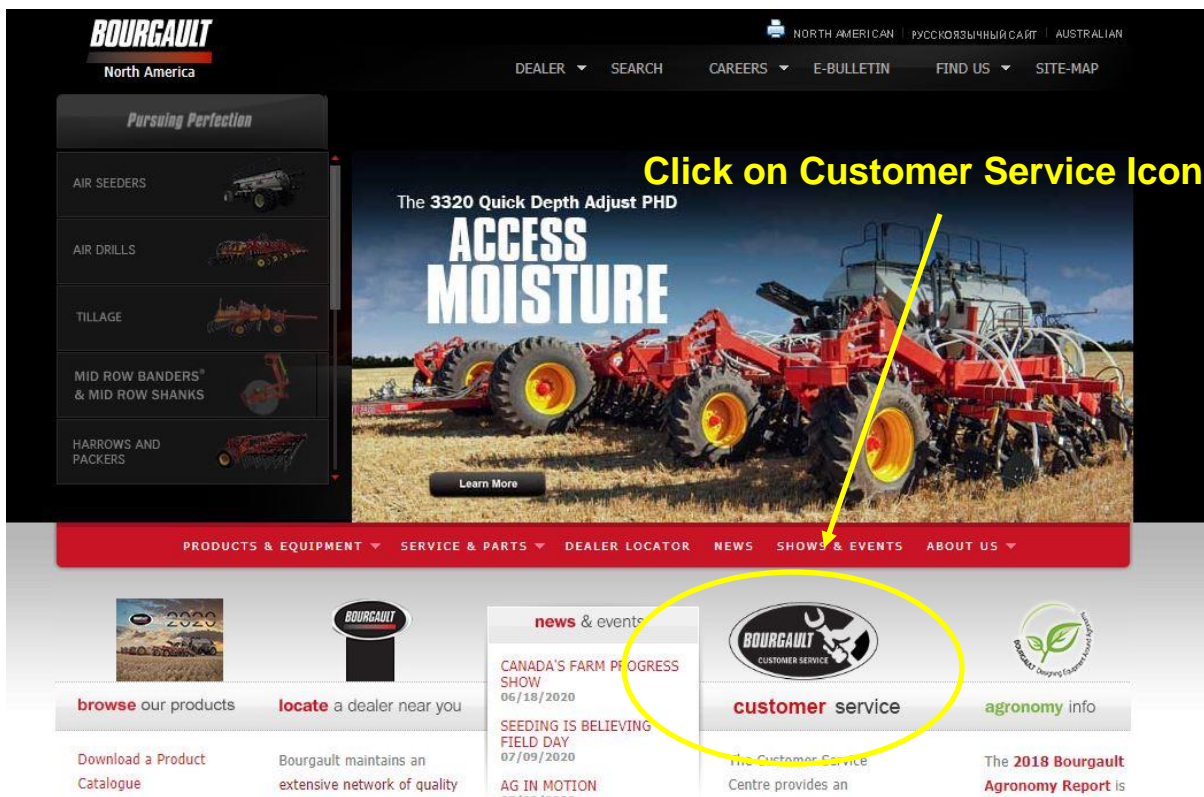 BOURGAULT
North America
NORTH AMERICAN | РУССКОЯЗЫЧНЫЙ САЙТ | AUSTRALIAN
DEALER SEARCH CAREERS E-BULLETIN FIND US SITE-MAP
Pursuing Perfection
AIR SEEDERS
AIR DRILLS
TILLAGE
MID ROW BANDERS®
& MID ROW SHANKS
HARROWS AND
PACKERS
Click on Customer Service Icon
The 3320 Quick Depth Adjust PHD
ACCESS
MOISTURE
Learn More
PRODUCTS & EQUIPMENT SERVICE & PARTS DEALER LOCATOR NEWS SHOWS & EVENTS ABOUT US
2020
browse our products
Download a Product
Catalogue
BOURGAULT
locate a dealer near you
Bourgault maintains an
extensive network of quality
news & events
CANADA'S FARM PROGRESS
SHOW
06/18/2020
SEEDING IS BELIEVING
FIELD DAY
07/09/2020
AG IN MOTION
BOURGAULT
CUSTOMER SERVICE
customer service
The Customer Service
Centre provides an
BOURGAULT Designing Equipment
agronomy info
The 2018 Bourgault
Agronomy Report is